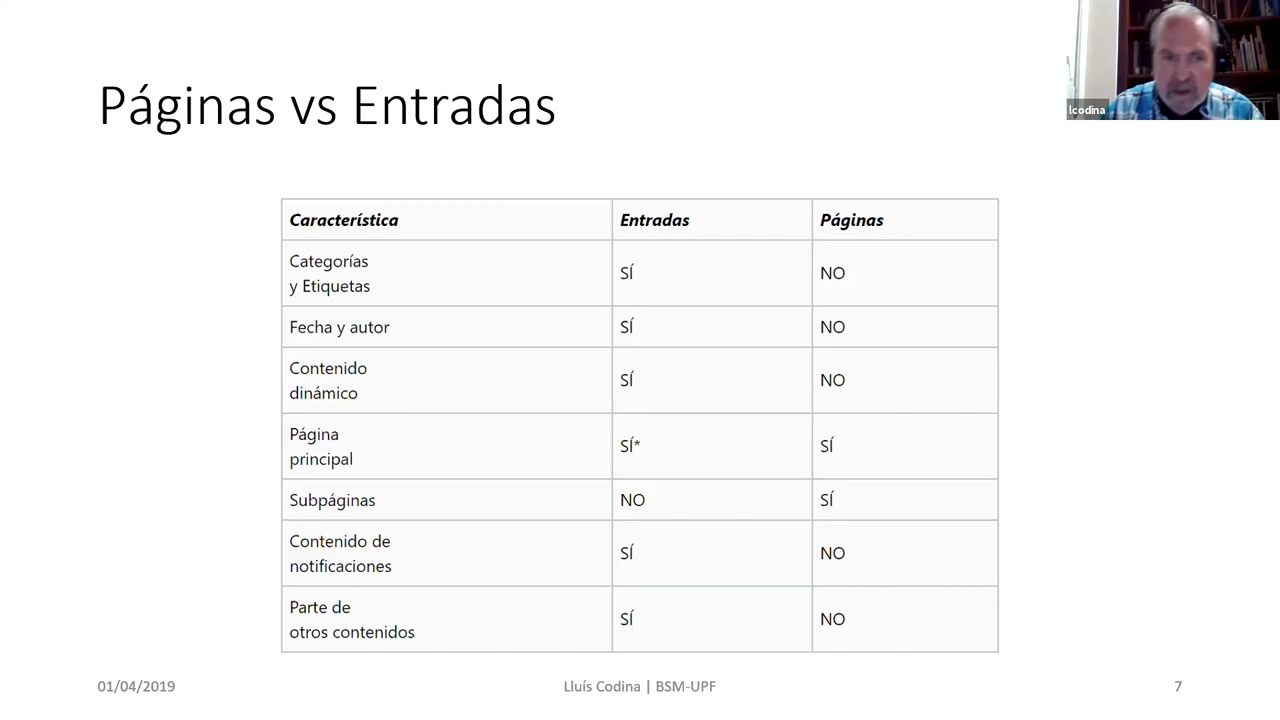 Páginas vs Entradas
lcodina
Característica Entradas Páginas
Categorías
y Etiquetas SÍ NO
Fecha y autor SÍ NO
Contenido
dinámico SÍ NO
Página
principal SÍ* SÍ
Subpáginas NO SÍ
Contenido de
notificaciones SÍ NO
Parte de
otros contenidos SÍ NO
01/04/2019 Lluís Codina | BSM-UPF 7